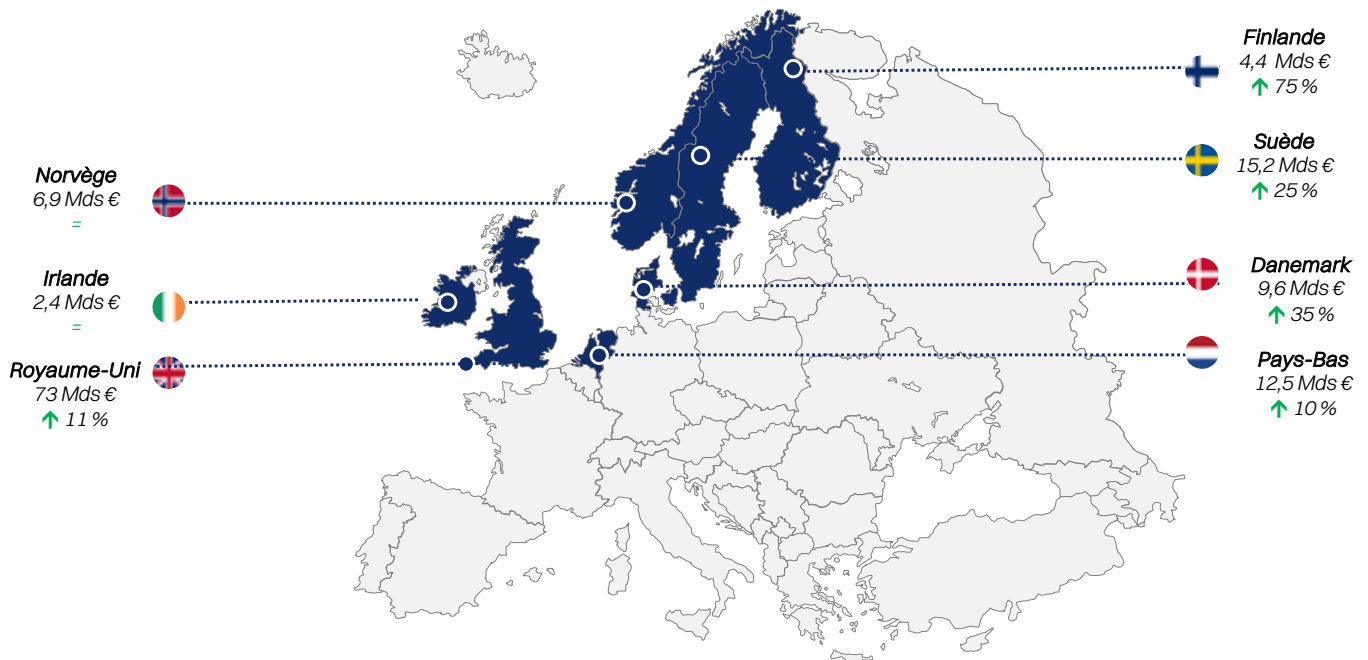 Norvège
6,9 Mds €
=
Irlande
2,4 Mds €
=
Royaume-Uni
73 Mds €
↑ 11 %
Finlande
4,4 Mds €
↑ 75 %
Suède
15,2 Mds €
↑ 25 %
Danemark
9,6 Mds €
↑ 35 %
Pays-Bas
12,5 Mds €
↑ 10 %